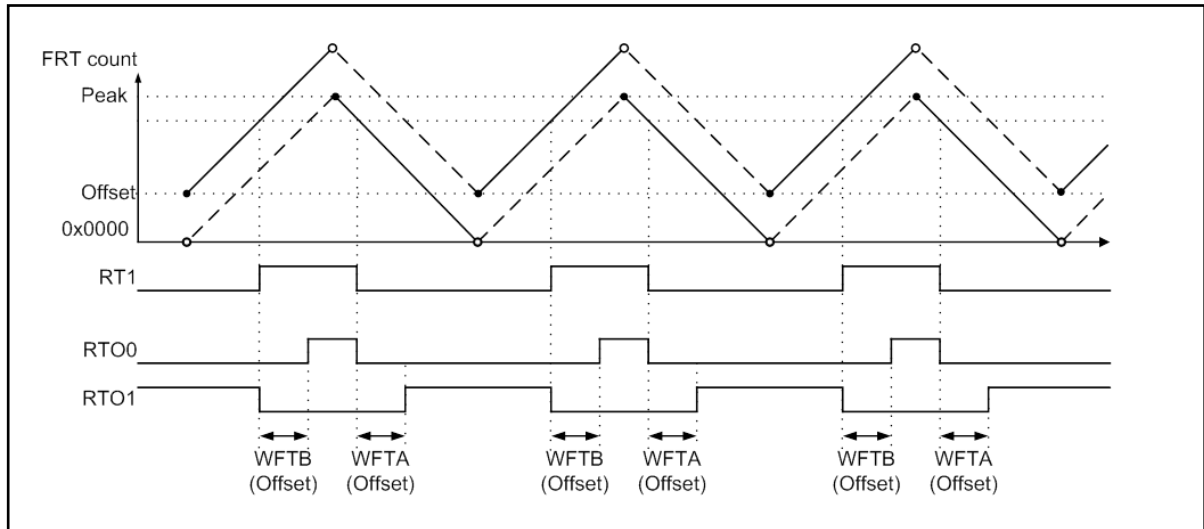 FRT count
Peak
Offset
0x0000
RT1
RTO0
RTO1
WFTB WFTA WFTB WFTA WFTB WFTA
(Offset) (Offset) (Offset) (Offset) (Offset) (Offset)